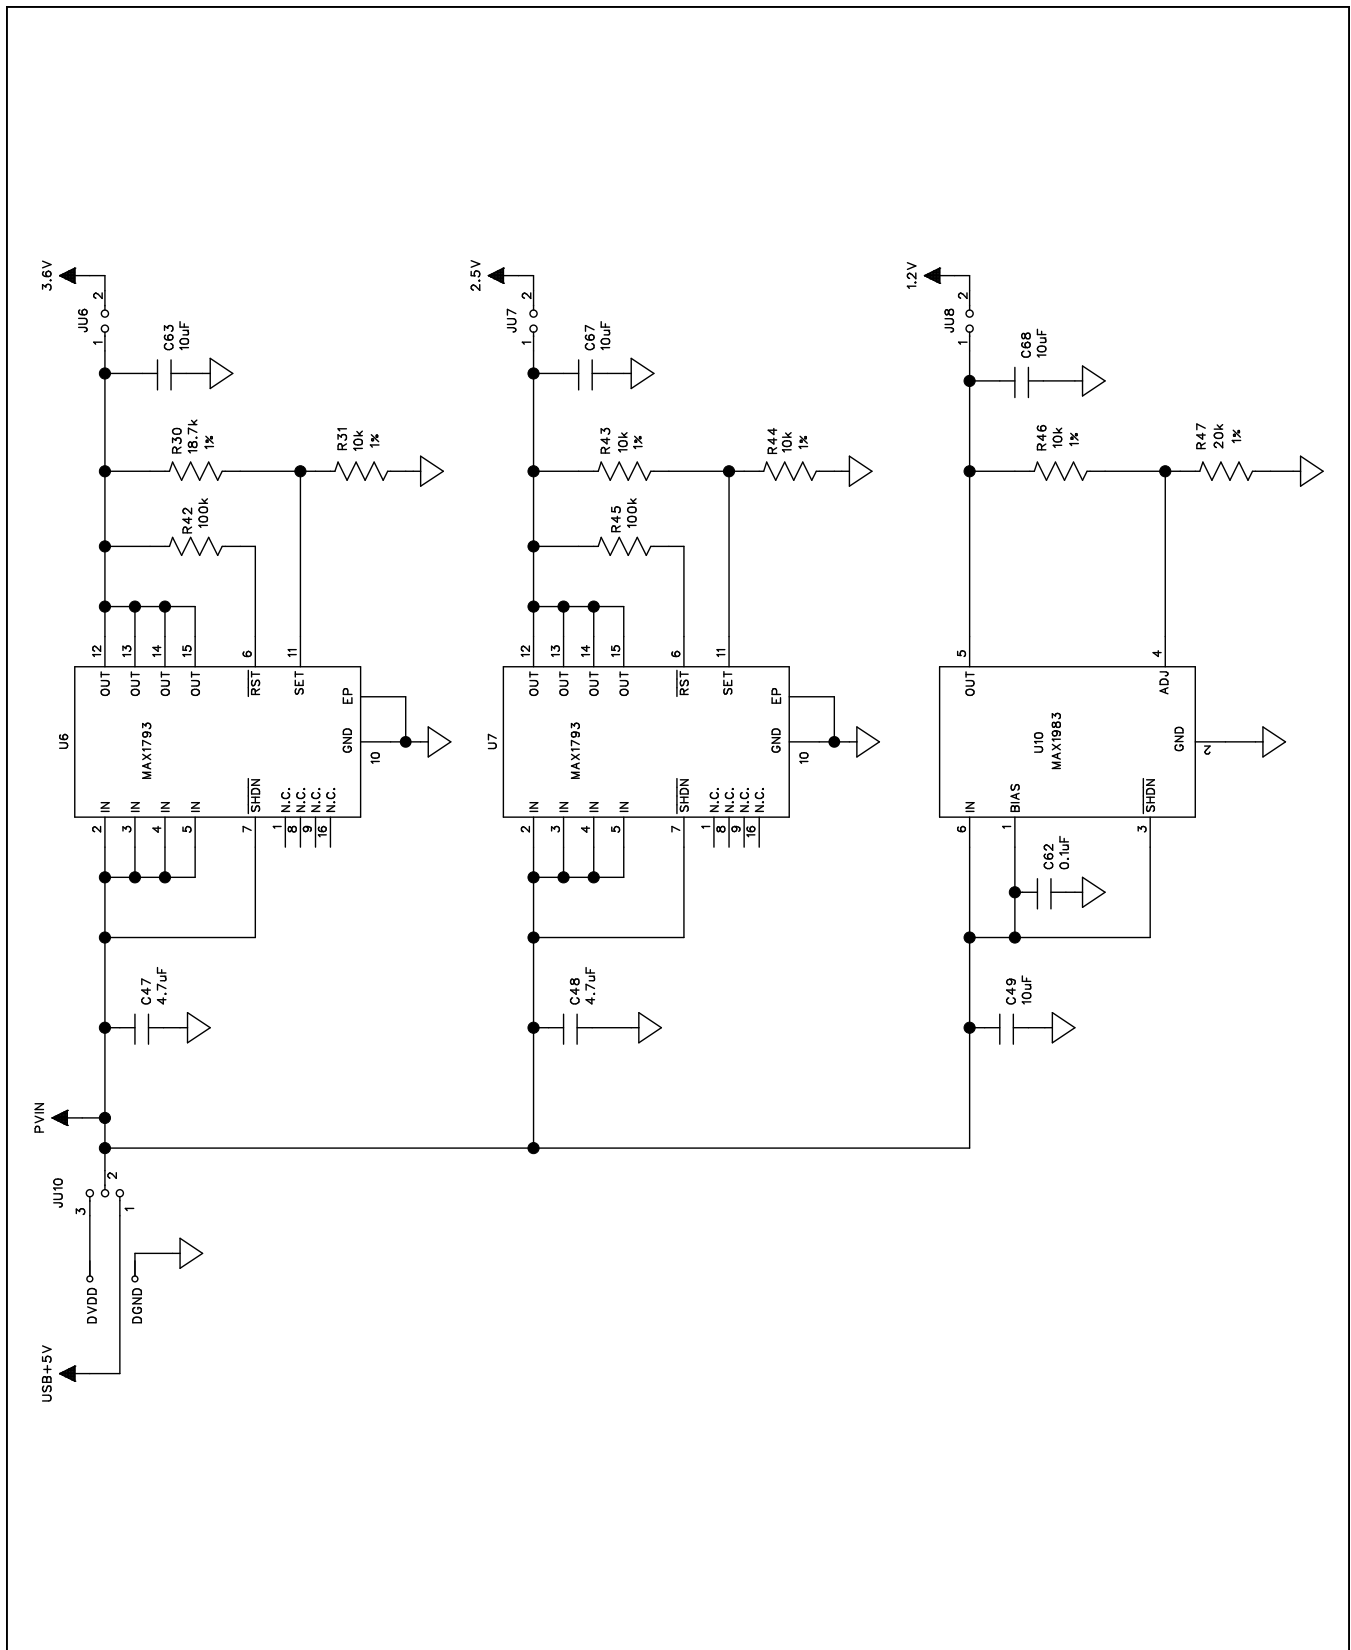 USB+5V
DVDD
DGND
JU10
3
2
1
PVIN
C47
4.7uF
U6
MAX1793
2
IN
3
IN
4
IN
5
IN
7
SHDN
1
N.C.
8
N.C.
9
N.C.
16
N.C.
OUT
12
OUT
13
OUT
14
OUT
15
RST
6
SET
11
EP
GND
10
R42
100k
R30
18.7k
1%
R31
10k
1%
C63
10uF
JU6
1
2
3.6V
C48
4.7uF
U7
MAX1793
2
IN
3
IN
4
IN
5
IN
7
SHDN
1
N.C.
8
N.C.
9
N.C.
16
N.C.
OUT
12
OUT
13
OUT
14
OUT
15
RST
6
SET
11
EP
GND
10
R45
100k
R43
10k
1%
R44
10k
1%
C67
10uF
JU7
1
2
2.5V
C49
10uF
C62
0.1uF
U10
MAX1983
6
IN
1
BIAS
3
SHDN
OUT
5
ADJ
4
GND
2
R46
10k
1%
R47
20k
1%
C68
10uF
JU8
1
2
1.2V